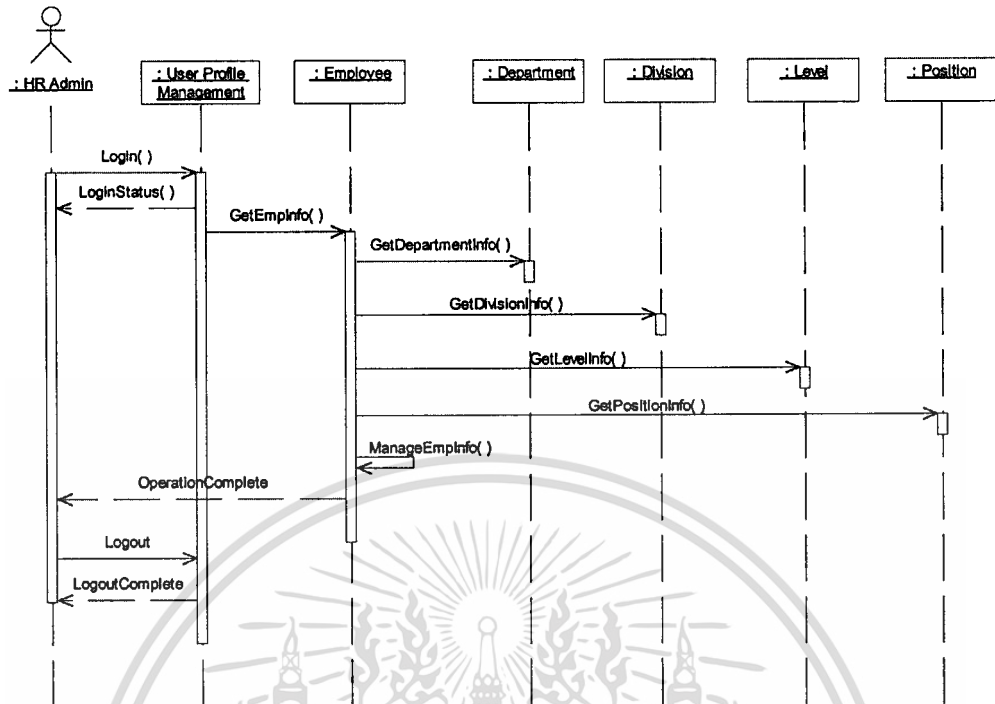 : HR Admin
: User Profile
Management
: Employee
: Department
: Division
: Level
: Position
Login( )
LoginStatus( )
GetEmpInfo( )
GetDepartmentInfo( )
GetDivisionInfo( )
GetLevelInfo( )
GetPositionInfo( )
ManageEmpInfo( )
OperationComplete
Logout
LogoutComplete